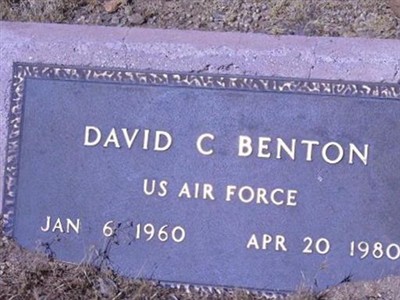 DAVID C BENTON
US AIR FORCE
JAN 6 1960 APR 20 1980